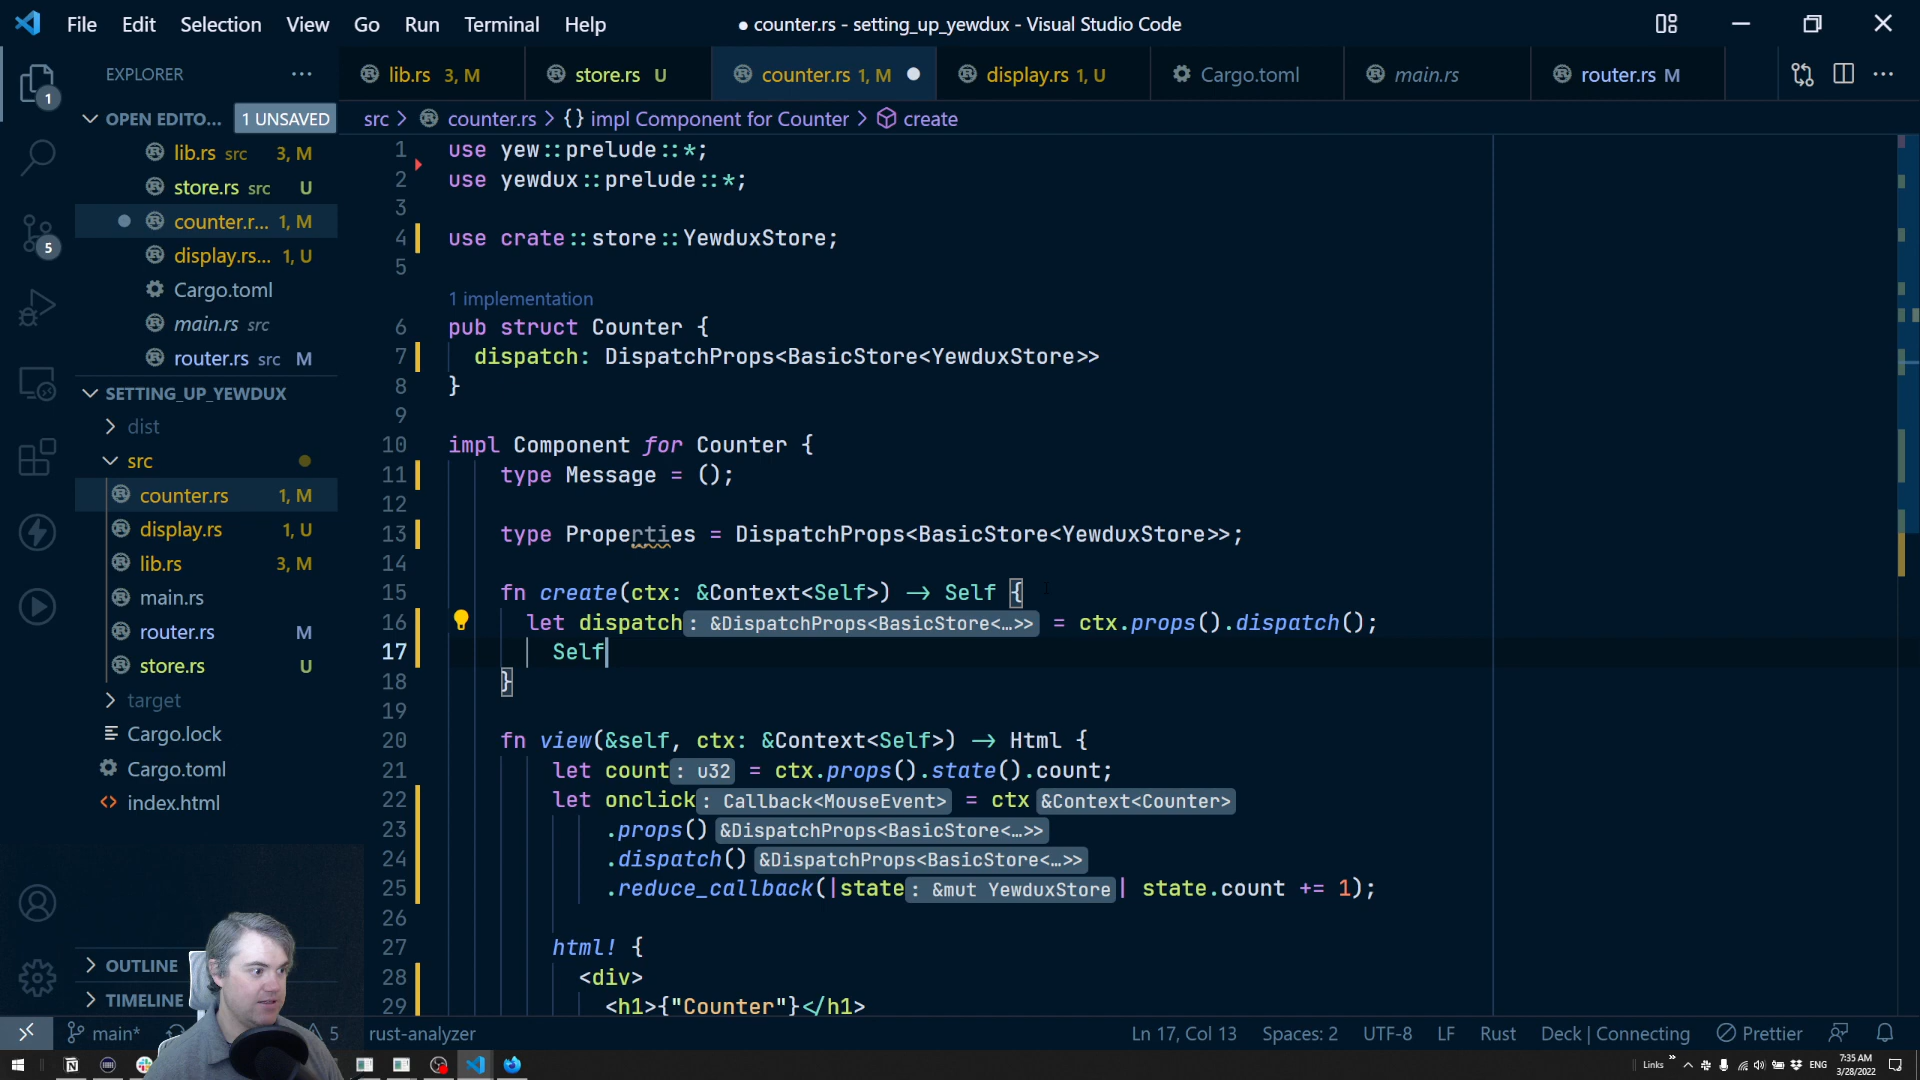 File Edit Selection View Go Run Terminal Help
● counter.rs - setting_up_yewdux - Visual Studio Code
EXPLORER
lib.rs 3, M
store.rs U
counter.rs 1, M
display.rs 1, U
Cargo.toml
main.rs
router.rs M
1
OPEN EDITO... 1 UNSAVED
lib.rs src 3, M
store.rs src U
counter.r... 1, M
display.rs... 1, U
Cargo.toml
main.rs src
router.rs src M
5
SETTING_UP_YEWDUX
dist
src
counter.rs 1, M
display.rs 1, U
lib.rs 3, M
main.rs
router.rs M
store.rs U
target
Cargo.lock
Cargo.toml
index.html
OUTLINE
TIMELINE
src > counter.rs > {} impl Component for Counter > create
1 use yew::prelude::*;
2 use yewdux::prelude::*;
3
4 use crate::store::YewduxStore;
5
1 implementation
6 pub struct Counter {
7 dispatch: DispatchProps<BasicStore<YewduxStore>>
8 }
9
10 impl Component for Counter {
11 type Message = ();
12
13 type Properties = DispatchProps<BasicStore<YewduxStore>>;
14
15 fn create(ctx: &Context<Self>) -> Self {
16 let dispatch: &DispatchProps<BasicStore<…>> = ctx.props().dispatch();
17 Self
18 }
19
20 fn view(&self, ctx: &Context<Self>) -> Html {
21 let count: u32 = ctx.props().state().count;
22 let onclick: Callback<MouseEvent> = ctx &Context<Counter>
23 .props() &DispatchProps<BasicStore<…>>
24 .dispatch() &DispatchProps<BasicStore<…>>
25 .reduce_callback(|state: &mut YewduxStore| state.count += 1);
26
27 html! {
28 <div>
29 <h1>{"Counter"}</h1>
main* 5 rust-analyzer
Ln 17, Col 13 Spaces: 2 UTF-8 LF Rust Deck | Connecting Prettier
Links » ENG 7:35 AM
3/28/2022